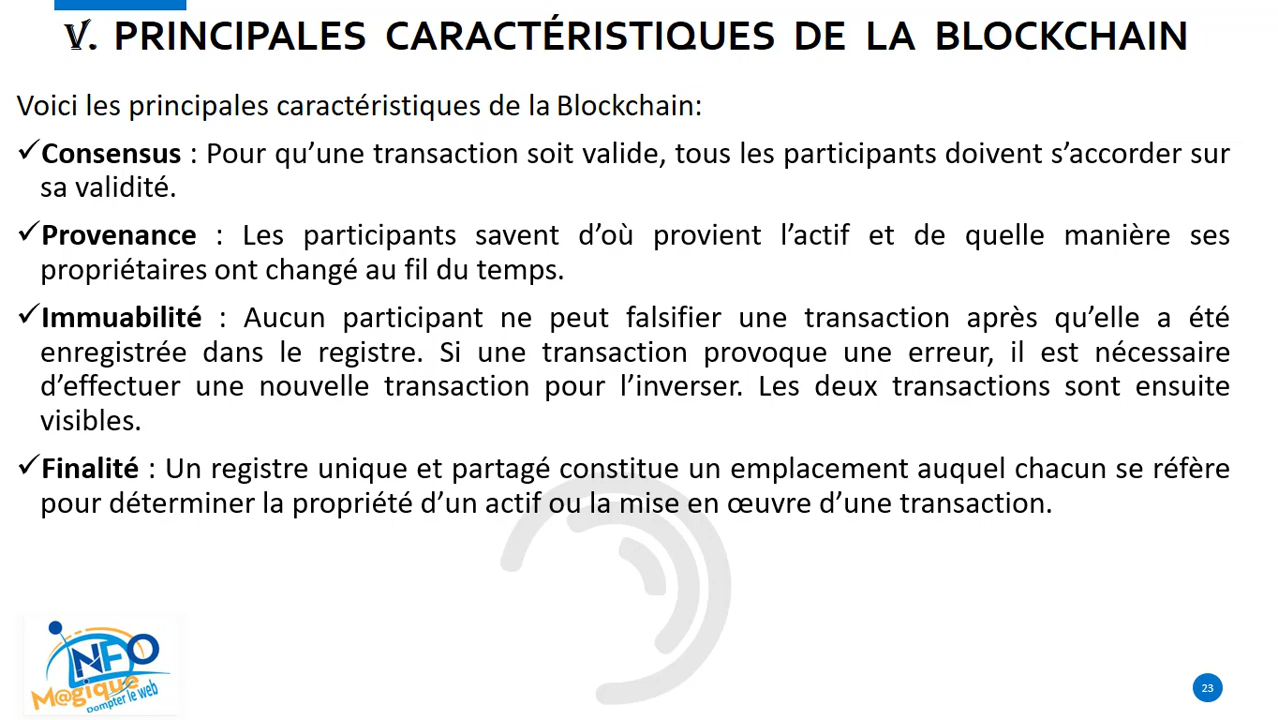 V. PRINCIPALES CARACTÉRISTIQUES DE LA BLOCKCHAIN
Voici les principales caractéristiques de la Blockchain:
✓Consensus : Pour qu’une transaction soit valide, tous les participants doivent s’accorder sur
sa validité.
✓Provenance : Les participants savent d’où provient l’actif et de quelle manière ses
propriétaires ont changé au fil du temps.
✓Immuabilité : Aucun participant ne peut falsifier une transaction après qu’elle a été
enregistrée dans le registre. Si une transaction provoque une erreur, il est nécessaire
d’effectuer une nouvelle transaction pour l’inverser. Les deux transactions sont ensuite
visibles.
✓Finalité : Un registre unique et partagé constitue un emplacement auquel chacun se réfère
pour déterminer la propriété d’un actif ou la mise en œuvre d’une transaction.
INFO
M@gique
Dompter le web
23